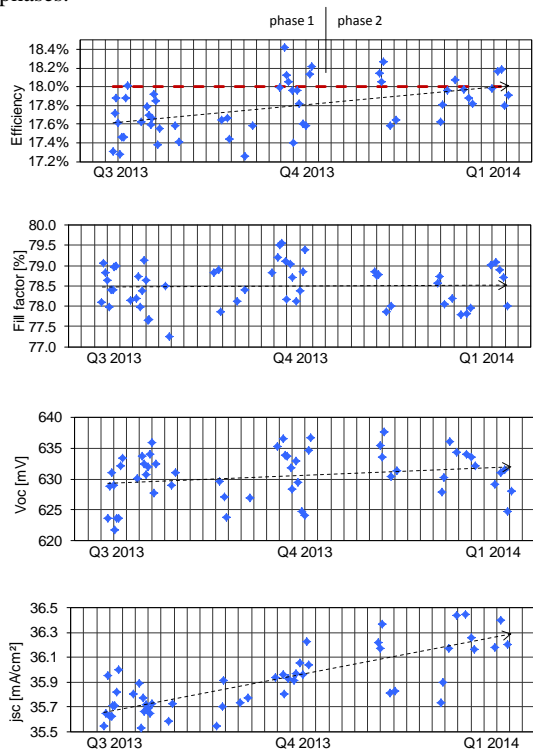 phases.
phase 1 phase 2
Efficiency
18.4%
18.2%
18.0%
17.8%
17.6%
17.4%
17.2%
Q3 2013 Q4 2013 Q1 2014
Fill factor [%]
80.0
79.5
79.0
78.5
78.0
77.5
77.0
Q3 2013 Q4 2013 Q1 2014
Voc [mV]
640
635
630
625
620
Q3 2013 Q4 2013 Q1 2014
jsc [mA/cm²]
36.5
36.3
36.1
35.9
35.7
35.5
Q3 2013 Q4 2013 Q1 2014